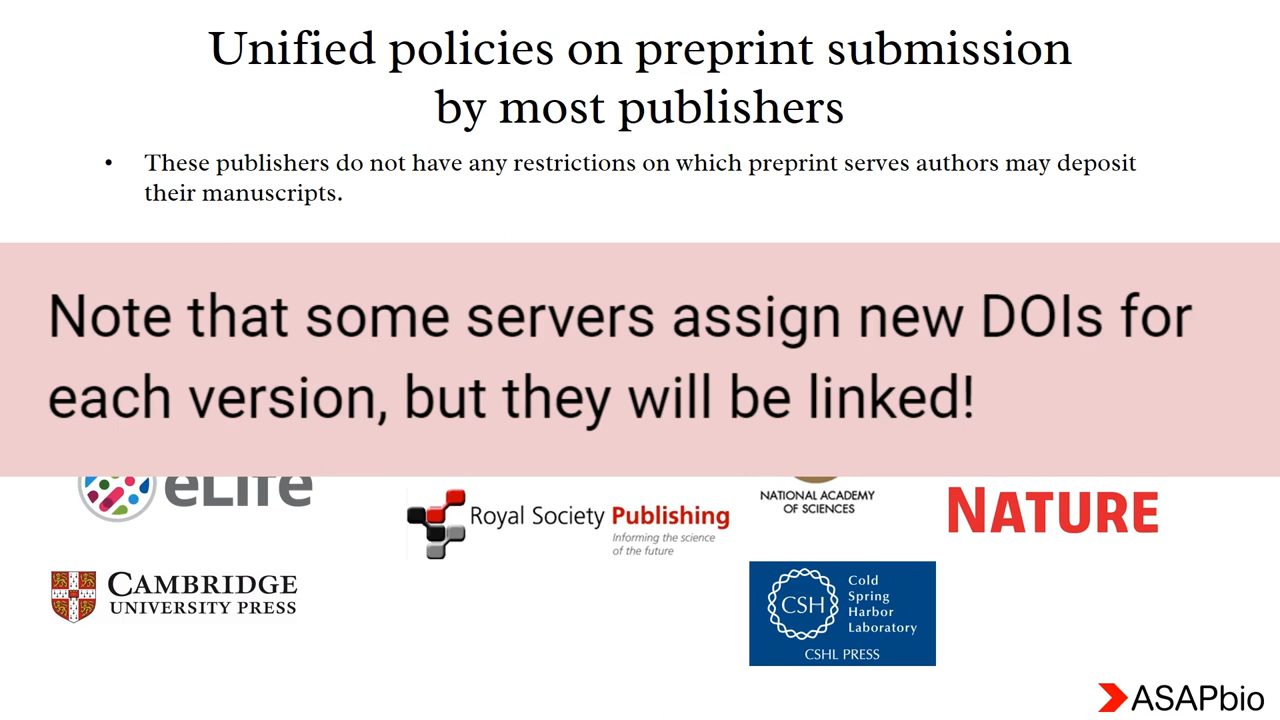 Unified policies on preprint submission
by most publishers
• These publishers do not have any restrictions on which preprint serves authors may deposit
their manuscripts.
Note that some servers assign new DOIs for
each version, but they will be linked!
eLife
Royal Society Publishing
Informing the science
of the future
NATIONAL ACADEMY
OF SCIENCES
NATURE
CAMBRIDGE
UNIVERSITY PRESS
CSH
Cold
Spring
Harbor
Laboratory
CSHL PRESS
ASAPbio